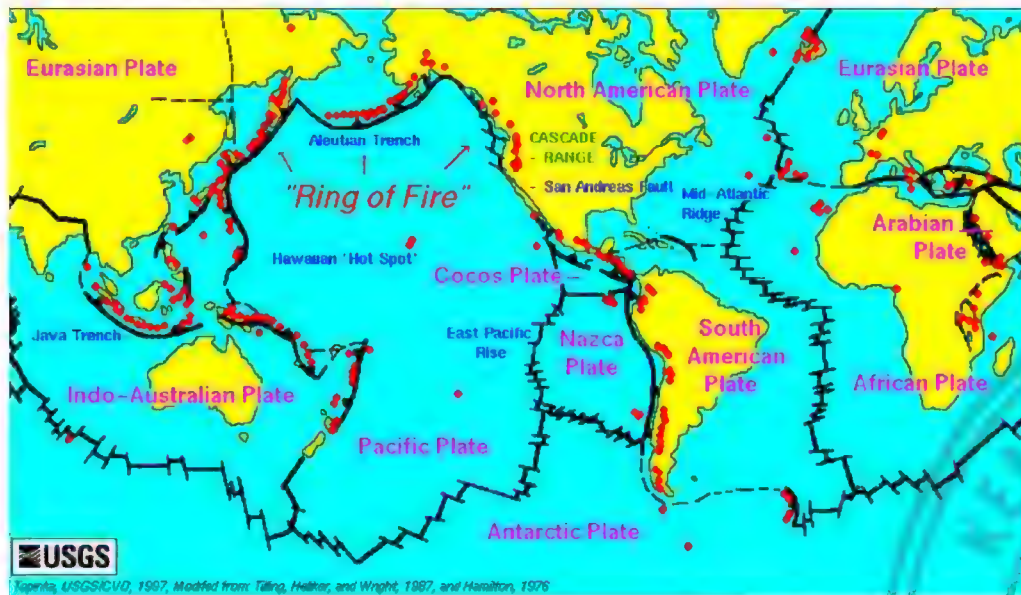 Eurasian Plate
Eurasian Plate
North American Plate
Aleutian Trench
CASCADE
- RANGE
"Ring of Fire"
- San Andreas Fault
Mid-Atlantic
Ridge
Arabian
Plate
Hawaiian 'Hot Spot'
Cocos Plate
Java Trench
East Pacific
Rise
Nazca
Plate
South
American
Plate
Indo-Australian Plate
African Plate
Pacific Plate
Antarctic Plate
USGS
Topinka, USGS/CVO, 1997, Modified from: Tilling, Heliker, and Wright, 1987, and Hamilton, 1976